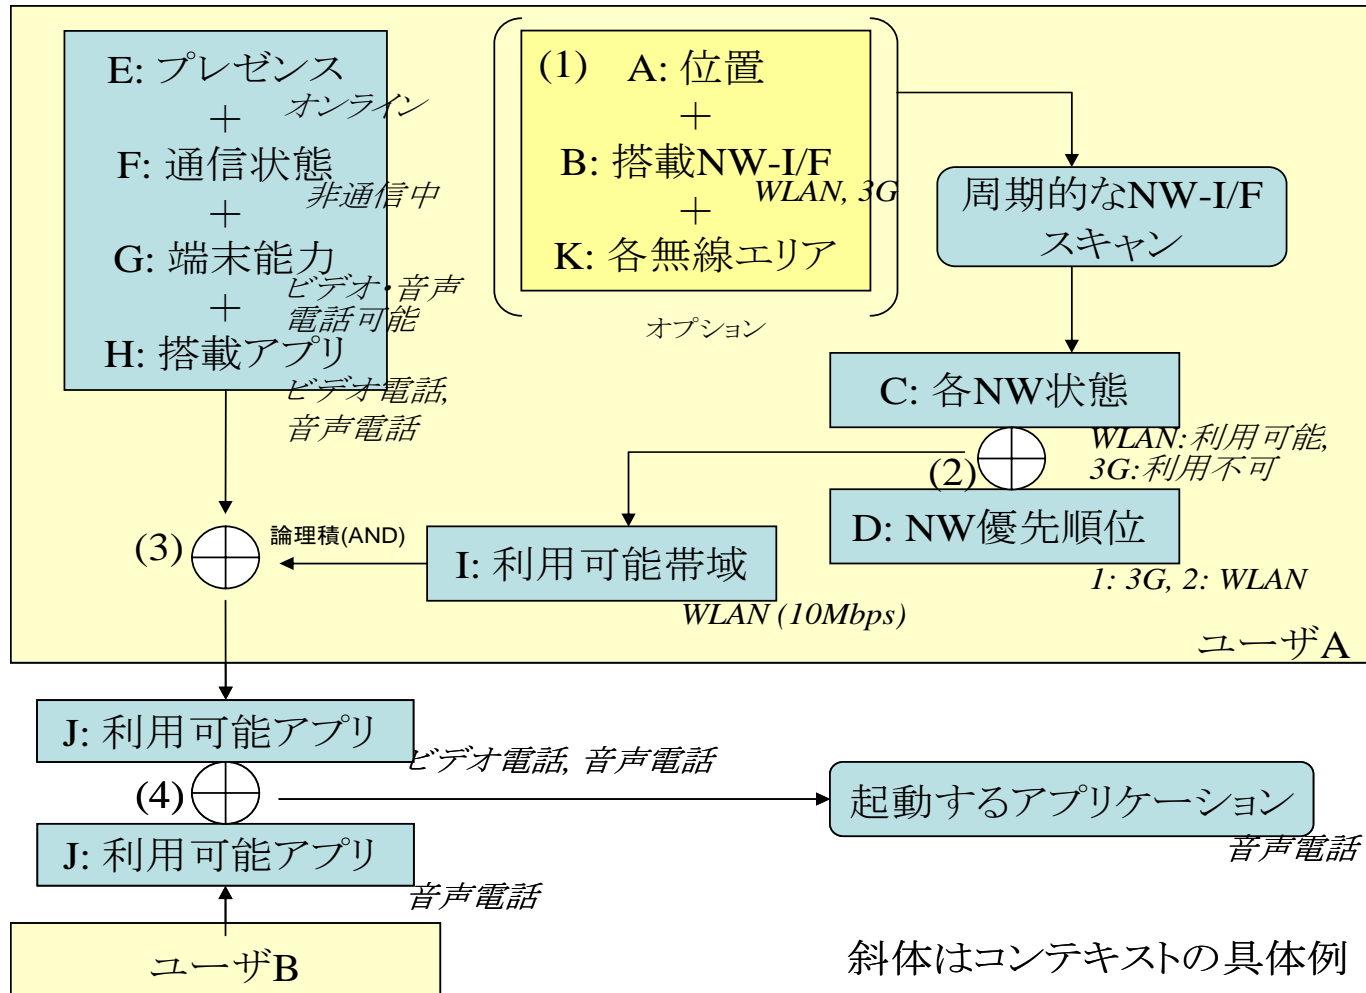 E: プレゼンス
オンライン
+
F: 通信状態
非通信中
+
G: 端末能力
ビデオ・音声
電話可能
+
H: 搭載アプリ
ビデオ電話,
音声電話
(1)
A: 位置
+
B: 搭載NW-I/F
WLAN, 3G
+
K: 各無線エリア
オプション
周期的なNW-I/F
スキャン
C: 各NW状態
WLAN:利用可能,
3G:利用不可
(2)
D: NW優先順位
1: 3G, 2: WLAN
I: 利用可能帯域
WLAN (10Mbps)
論理積(AND)
(3)
ユーザA
J: 利用可能アプリ
ビデオ電話, 音声電話
(4)
起動するアプリケーション
音声電話
J: 利用可能アプリ
音声電話
ユーザB
斜体はコンテキストの具体例